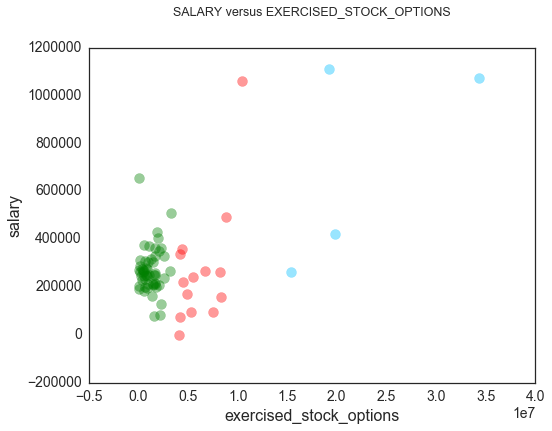 SALARY versus EXERCISED_STOCK_OPTIONS
1200000
1000000
800000
600000
400000
200000
0
−200000
salary
−0.5 0.0 0.5 1.0 1.5 2.0 2.5 3.0 3.5 4.0
1e7
exercised_stock_options